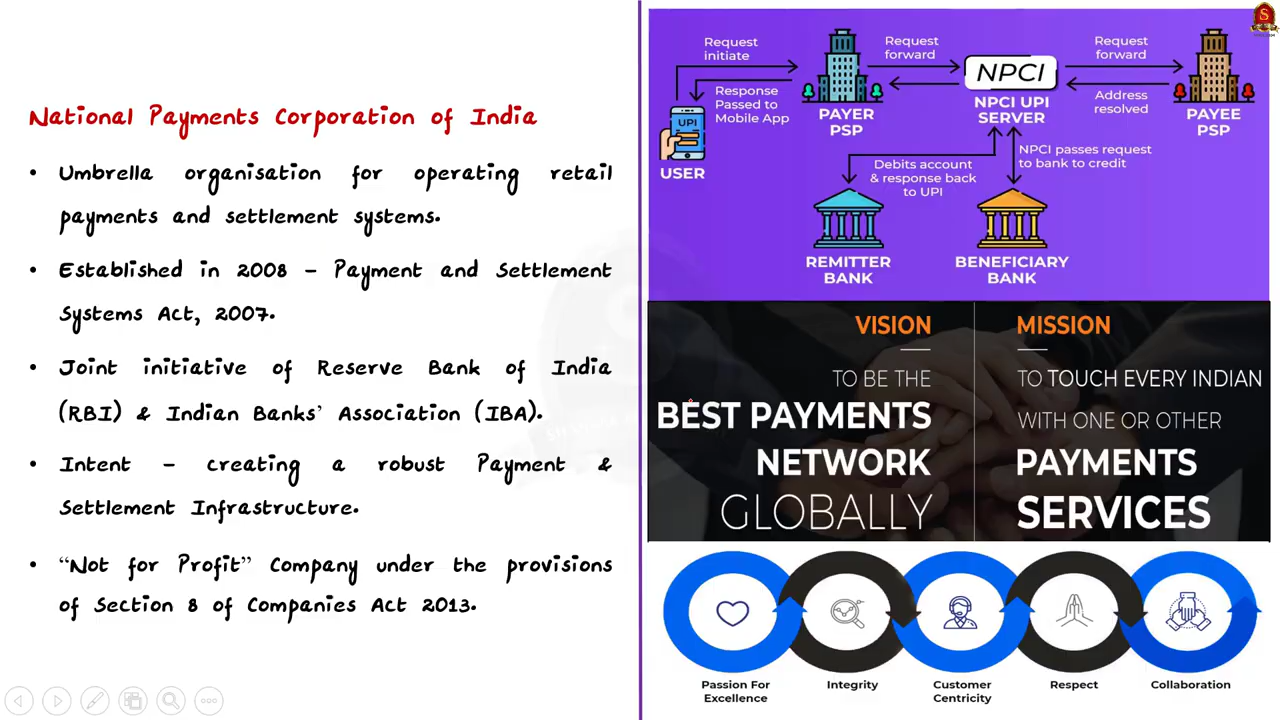 National Payments Corporation of India
• Umbrella organisation for operating retail
payments and settlement systems.
• Established in 2008 – Payment and Settlement
Systems Act, 2007.
• Joint initiative of Reserve Bank of India
(RBI) & Indian Banks’ Association (IBA).
• Intent – creating a robust Payment &
Settlement Infrastructure.
• “Not for Profit” Company under the provisions
of Section 8 of Companies Act 2013.
Request
initiate
Response
Passed to
Mobile App
UPI
USER
PAYER
PSP
Request
forward
NPCI
NPCI UPI
SERVER
Request
forward
Address
resolved
PAYEE
PSP
Debits account
& response back
to UPI
NPCI passes request
to bank to credit
REMITTER
BANK
BENEFICIARY
BANK
VISION
TO BE THE
BEST PAYMENTS
NETWORK
GLOBALLY
MISSION
TO TOUCH EVERY INDIAN
WITH ONE OR OTHER
PAYMENTS
SERVICES
Passion For
Excellence
Integrity
Customer
Centricity
Respect
Collaboration
S